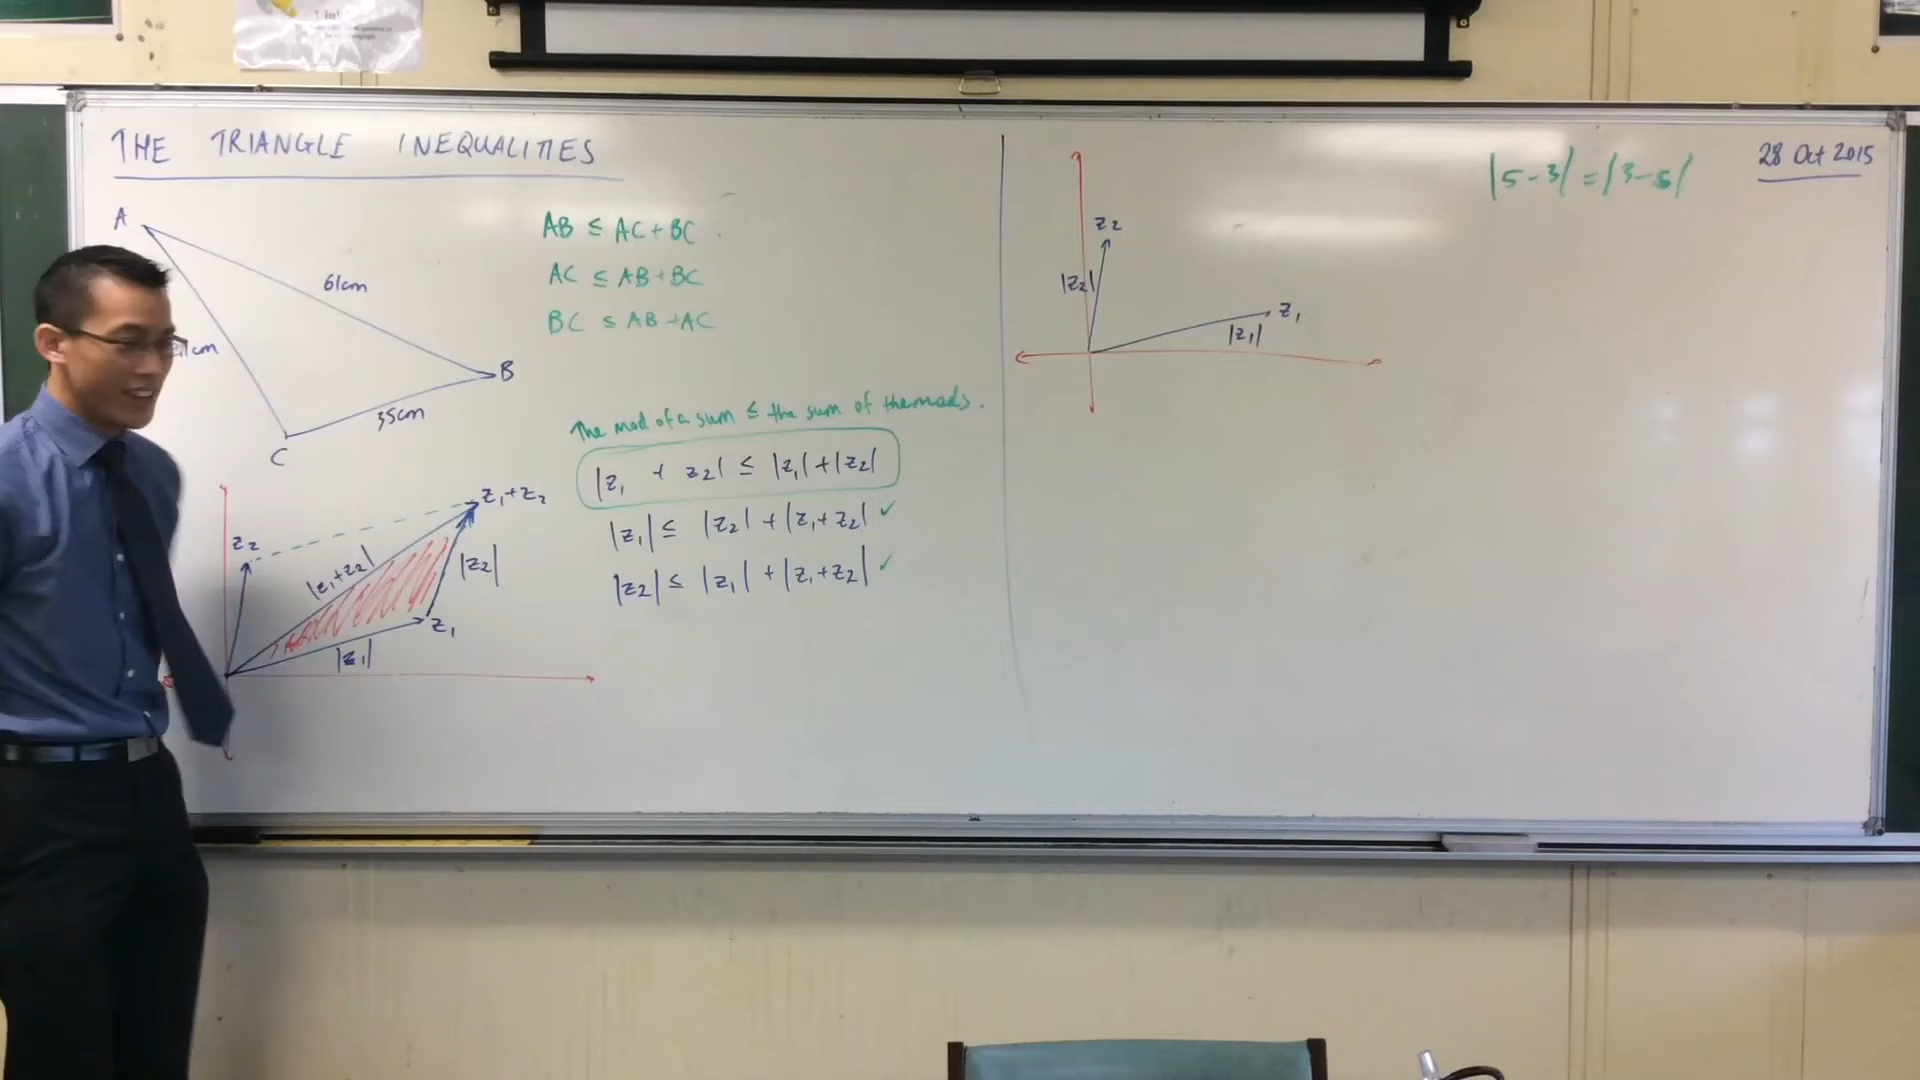 THE TRIANGLE INEQUALITIES
A
61cm
B
35cm
C
AB ≤ AC + BC
AC ≤ AB + BC
BC ≤ AB + AC
The mod of a sum ≤ the sum of the mods.
|z₁ + z₂| ≤ |z₁| + |z₂|
|z₁| ≤ |z₂| + |z₁+z₂| ✓
|z₂| ≤ |z₁| + |z₁+z₂| ✓
z₁+z₂
z₂
|z₁+z₂|
|z₂|
z₁
|z₁|
z₂
|z₂|
z₁
|z₁|
|5-3| = |3-5|
28 Oct 2015